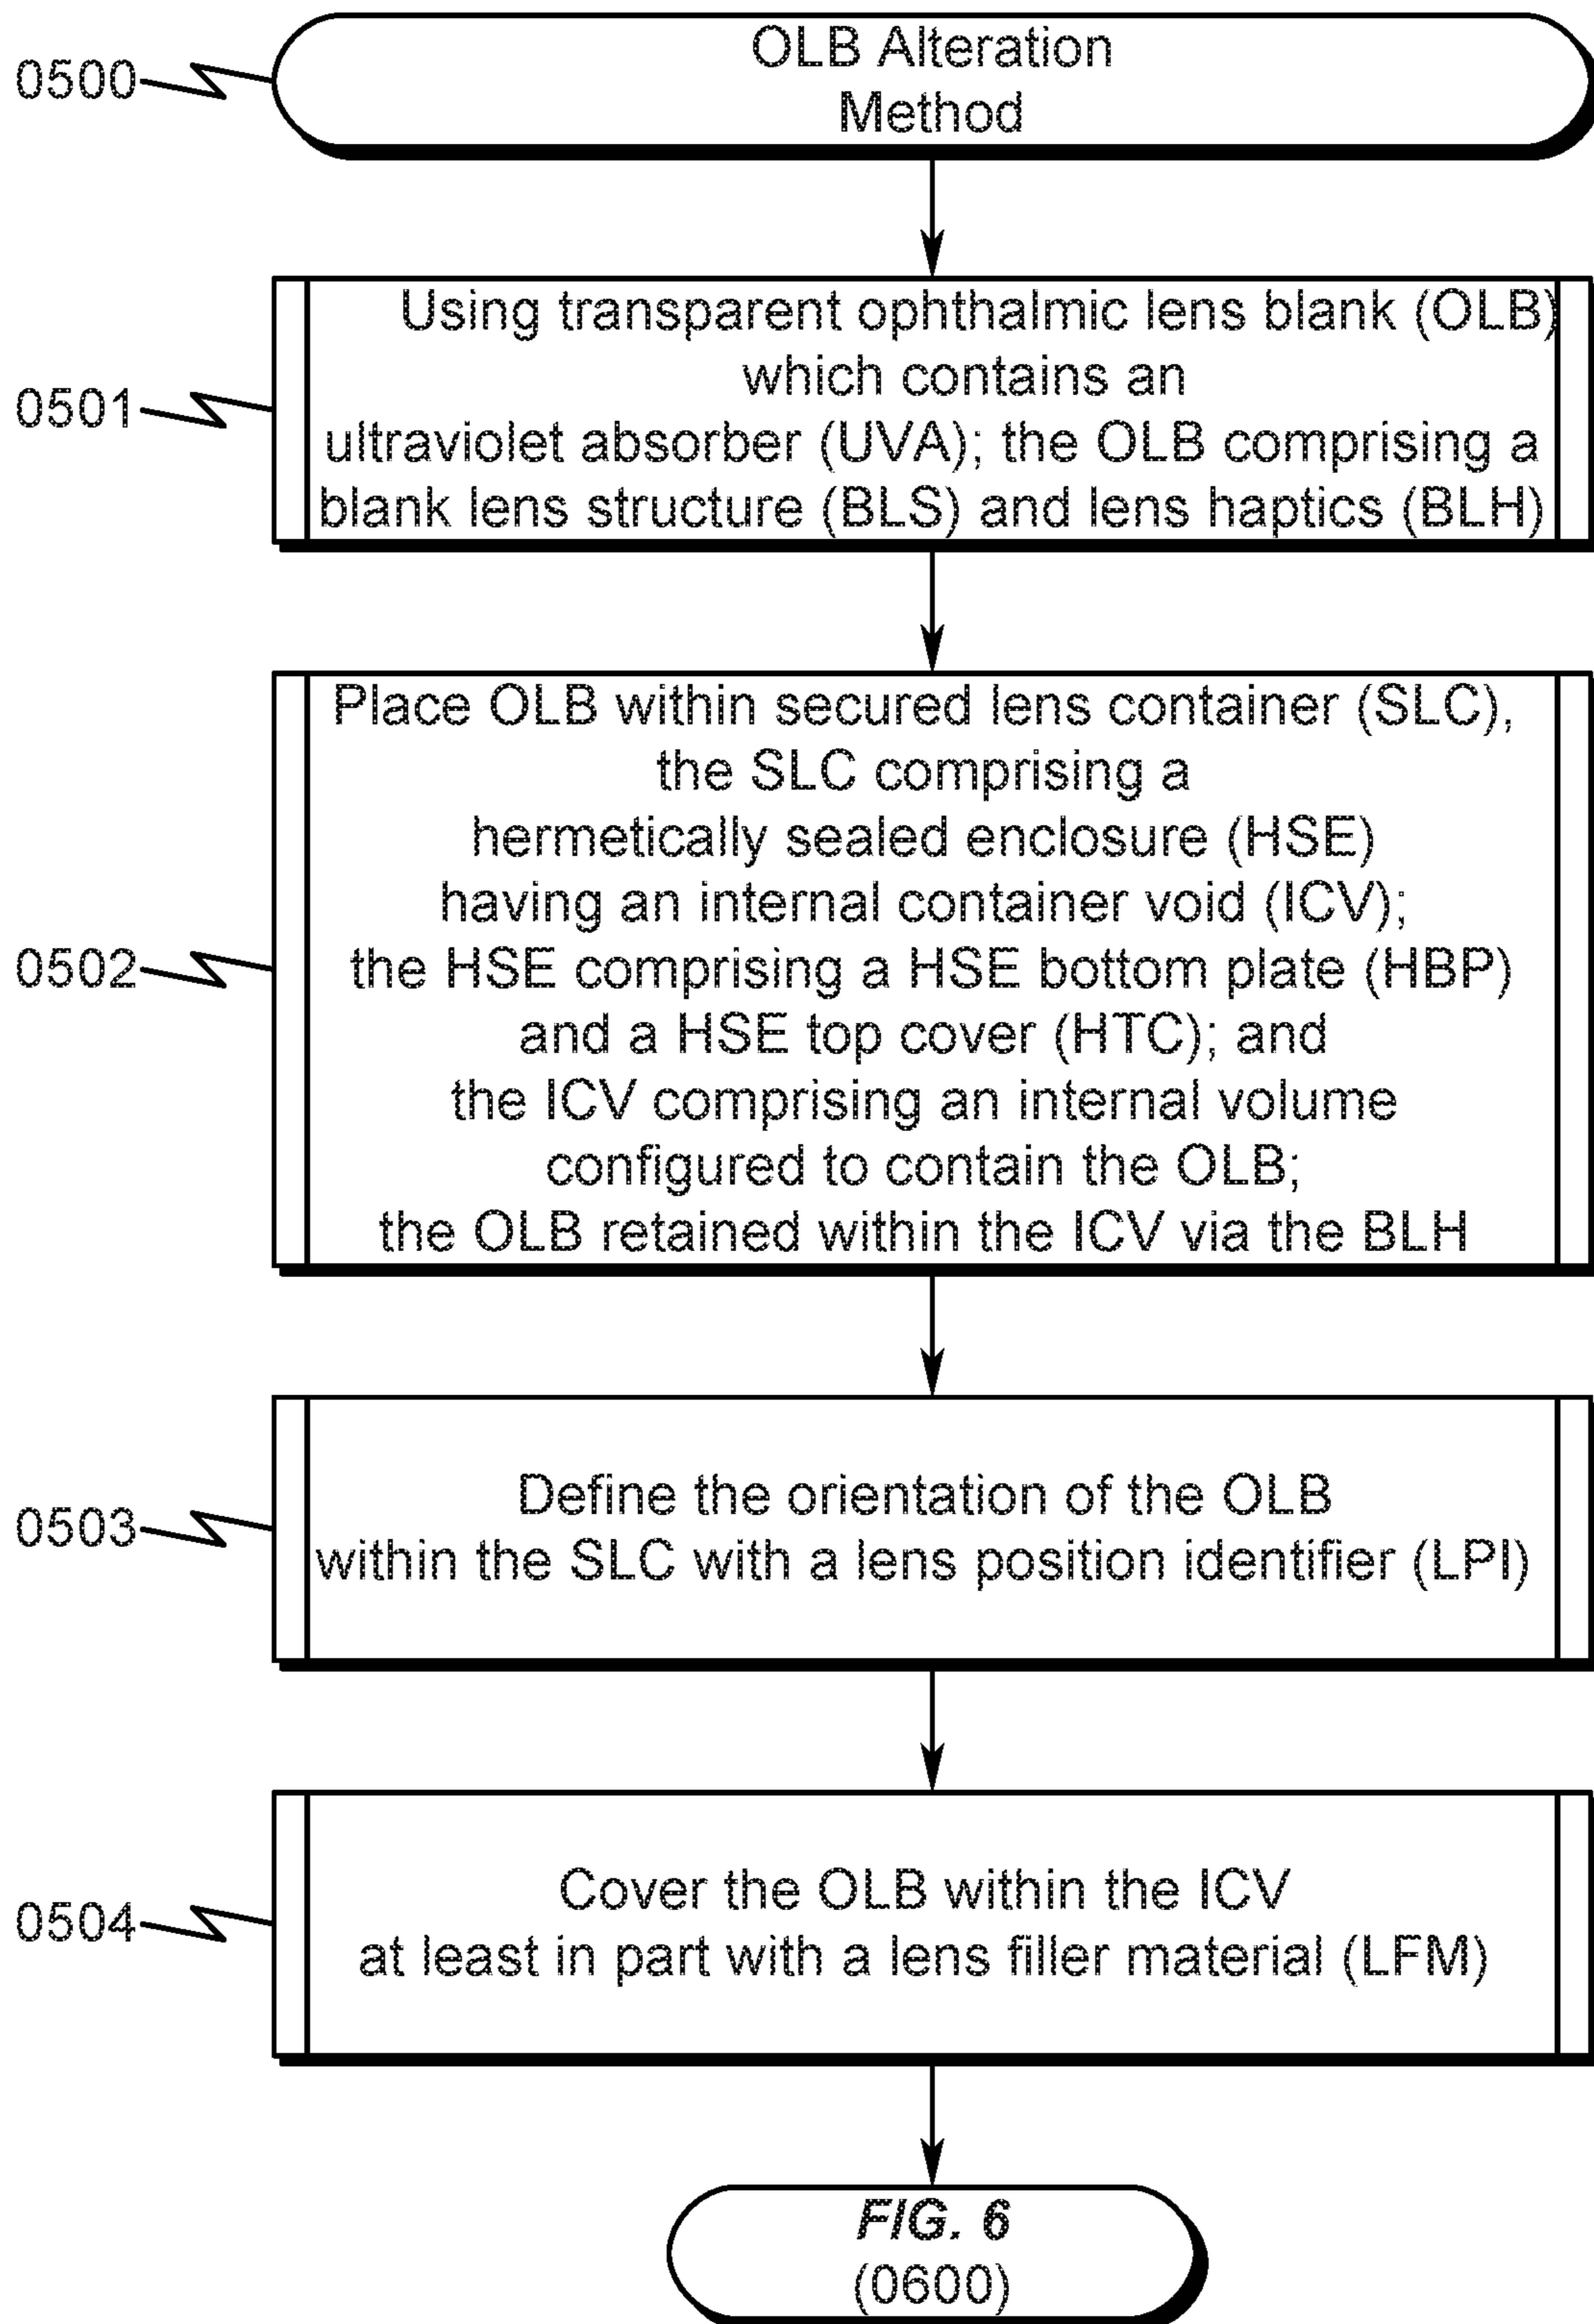 OLB Alteration
Method
0500
Using transparent ophthalmic lens blank (OLB)
which contains an
ultraviolet absorber (UVA); the OLB comprising a
blank lens structure (BLS) and lens haptics (BLH)
0501
Place OLB within secured lens container (SLC),
the SLC comprising a
hermetically sealed enclosure (HSE)
having an internal container void (ICV);
the HSE comprising a HSE bottom plate (HBP)
and a HSE top cover (HTC); and
the ICV comprising an internal volume
configured to contain the OLB;
the OLB retained within the ICV via the BLH
0502
Define the orientation of the OLB
within the SLC with a lens position identifier (LPI)
0503
Cover the OLB within the ICV
at least in part with a lens filler material (LFM)
0504
FIG. 6
(0600)